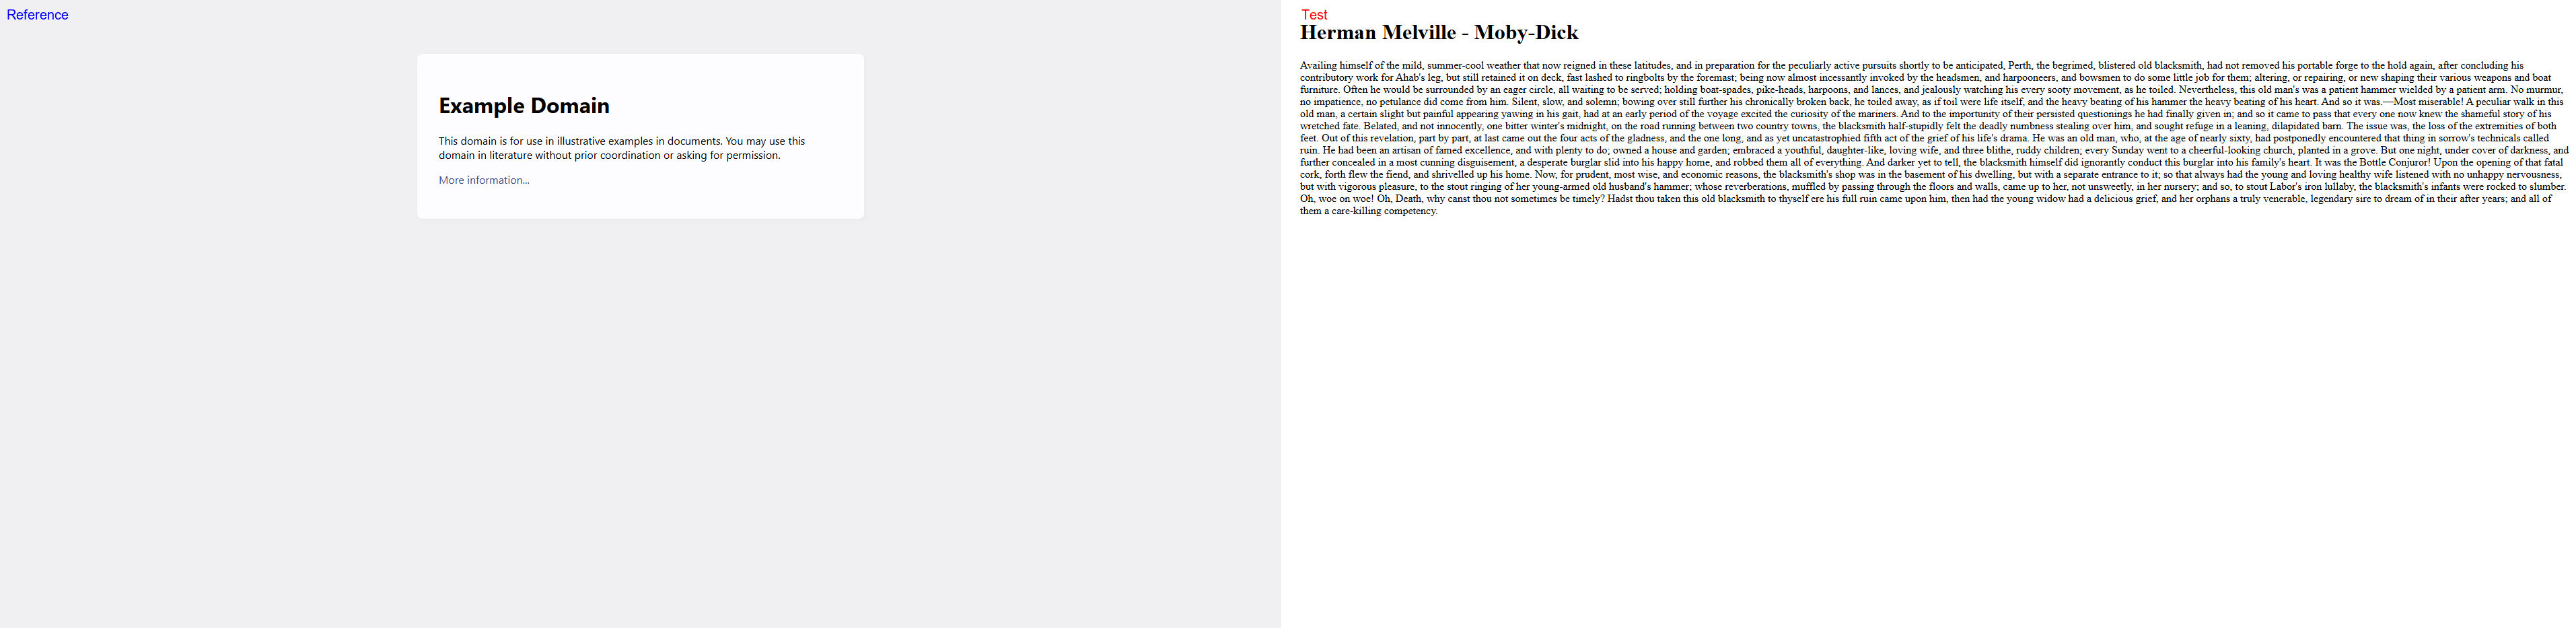 Reference
Example Domain
This domain is for use in illustrative examples in documents. You may use this
domain in literature without prior coordination or asking for permission.
More information...
Test
Herman Melville - Moby-Dick
Availing himself of the mild, summer-cool weather that now reigned in these latitudes, and in preparation for the peculiarly active pursuits shortly to be anticipated, Perth, the begrimed, blistered old blacksmith, had not removed his portable forge to the hold again, after concluding his
contributory work for Ahab's leg, but still retained it on deck, fast lashed to ringbolts by the foremast; being now almost incessantly invoked by the headsmen, and harpooneers, and bowsmen to do some little job for them; altering, or repairing, or new shaping their various weapons and boat
furniture. Often he would be surrounded by an eager circle, all waiting to be served; holding boat-spades, pike-heads, harpoons, and lances, and jealously watching his every sooty movement, as he toiled. Nevertheless, this old man's was a patient hammer wielded by a patient arm. No murmur,
no impatience, no petulance did come from him. Silent, slow, and solemn; bowing over still further his chronically broken back, he toiled away, as if toil were life itself, and the heavy beating of his hammer the heavy beating of his heart. And so it was.—Most miserable! A peculiar walk in this
old man, a certain slight but painful appearing yawing in his gait, had at an early period of the voyage excited the curiosity of the mariners. And to the importunity of their persisted questionings he had finally given in; and so it came to pass that every one now knew the shameful story of his
wretched fate. Belated, and not innocently, one bitter winter's midnight, on the road running between two country towns, the blacksmith half-stupidly felt the deadly numbness stealing over him, and sought refuge in a leaning, dilapidated barn. The issue was, the loss of the extremities of both
feet. Out of this revelation, part by part, at last came out the four acts of the gladness, and the one long, and as yet uncatastrophied fifth act of the grief of his life's drama. He was an old man, who, at the age of nearly sixty, had postponedly encountered that thing in sorrow's technicals called
ruin. He had been an artisan of famed excellence, and with plenty to do; owned a house and garden; embraced a youthful, daughter-like, loving wife, and three blithe, ruddy children; every Sunday went to a cheerful-looking church, planted in a grove. But one night, under cover of darkness, and
further concealed in a most cunning disguisement, a desperate burglar slid into his happy home, and robbed them all of everything. And darker yet to tell, the blacksmith himself did ignorantly conduct this burglar into his family's heart. It was the Bottle Conjuror! Upon the opening of that fatal
cork, forth flew the fiend, and shrivelled up his home. Now, for prudent, most wise, and economic reasons, the blacksmith's shop was in the basement of his dwelling, but with a separate entrance to it; so that always had the young and loving healthy wife listened with no unhappy nervousness,
but with vigorous pleasure, to the stout ringing of her young-armed old husband's hammer; whose reverberations, muffled by passing through the floors and walls, came up to her, not unsweetly, in her nursery; and so, to stout Labor's iron lullaby, the blacksmith's infants were rocked to slumber.
Oh, woe on woe! Oh, Death, why canst thou not sometimes be timely? Hadst thou taken this old blacksmith to thyself ere his full ruin came upon him, then had the young widow had a delicious grief, and her orphans a truly venerable, legendary sire to dream of in their after years; and all of
them a care-killing competency.